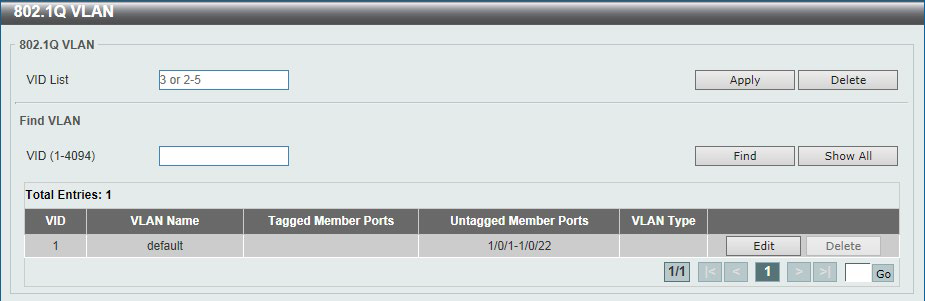 802.1Q VLAN
802.1Q VLAN
VID List 3 or 2-5 Apply Delete
Find VLAN
VID (1-4094) Find Show All
Total Entries: 1
VID VLAN Name Tagged Member Ports Untagged Member Ports VLAN Type
1 default 1/0/1-1/0/22 Edit Delete
1/1 |< < 1 > >| Go